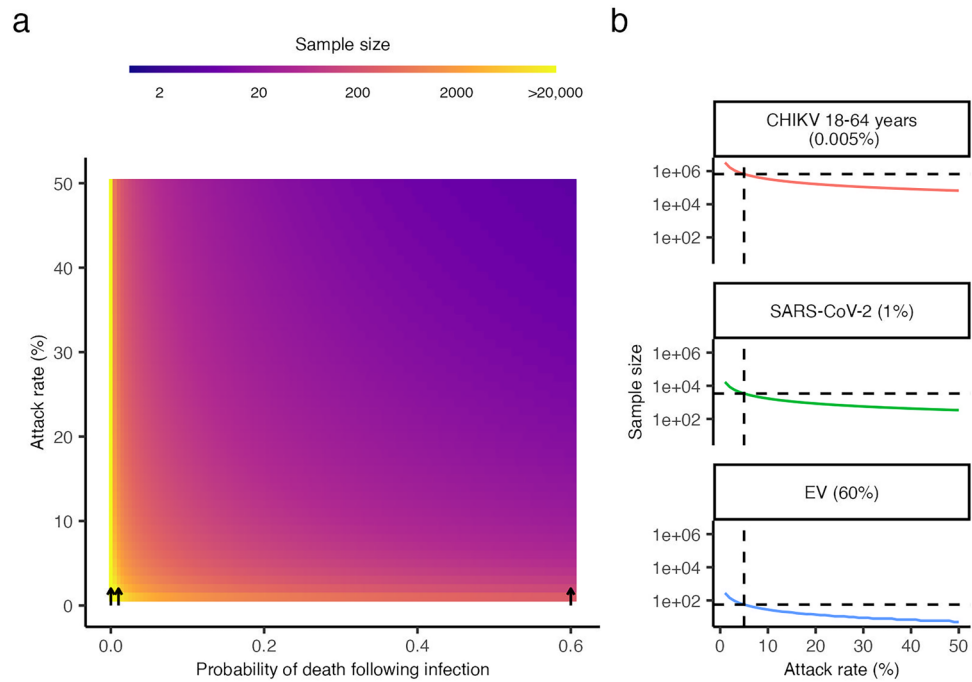 a
Sample size
2 20 200 2000 >20,000
50
40
30
20
10
0
Attack rate (%)
0.0 0.2 0.4 0.6
Probability of death following infection
b
CHIKV 18-64 years
(0.005%)
1e+06
1e+04
1e+02
SARS-CoV-2 (1%)
1e+06
1e+04
1e+02
Sample size
EV (60%)
1e+06
1e+04
1e+02
0 10 20 30 40 50
Attack rate (%)